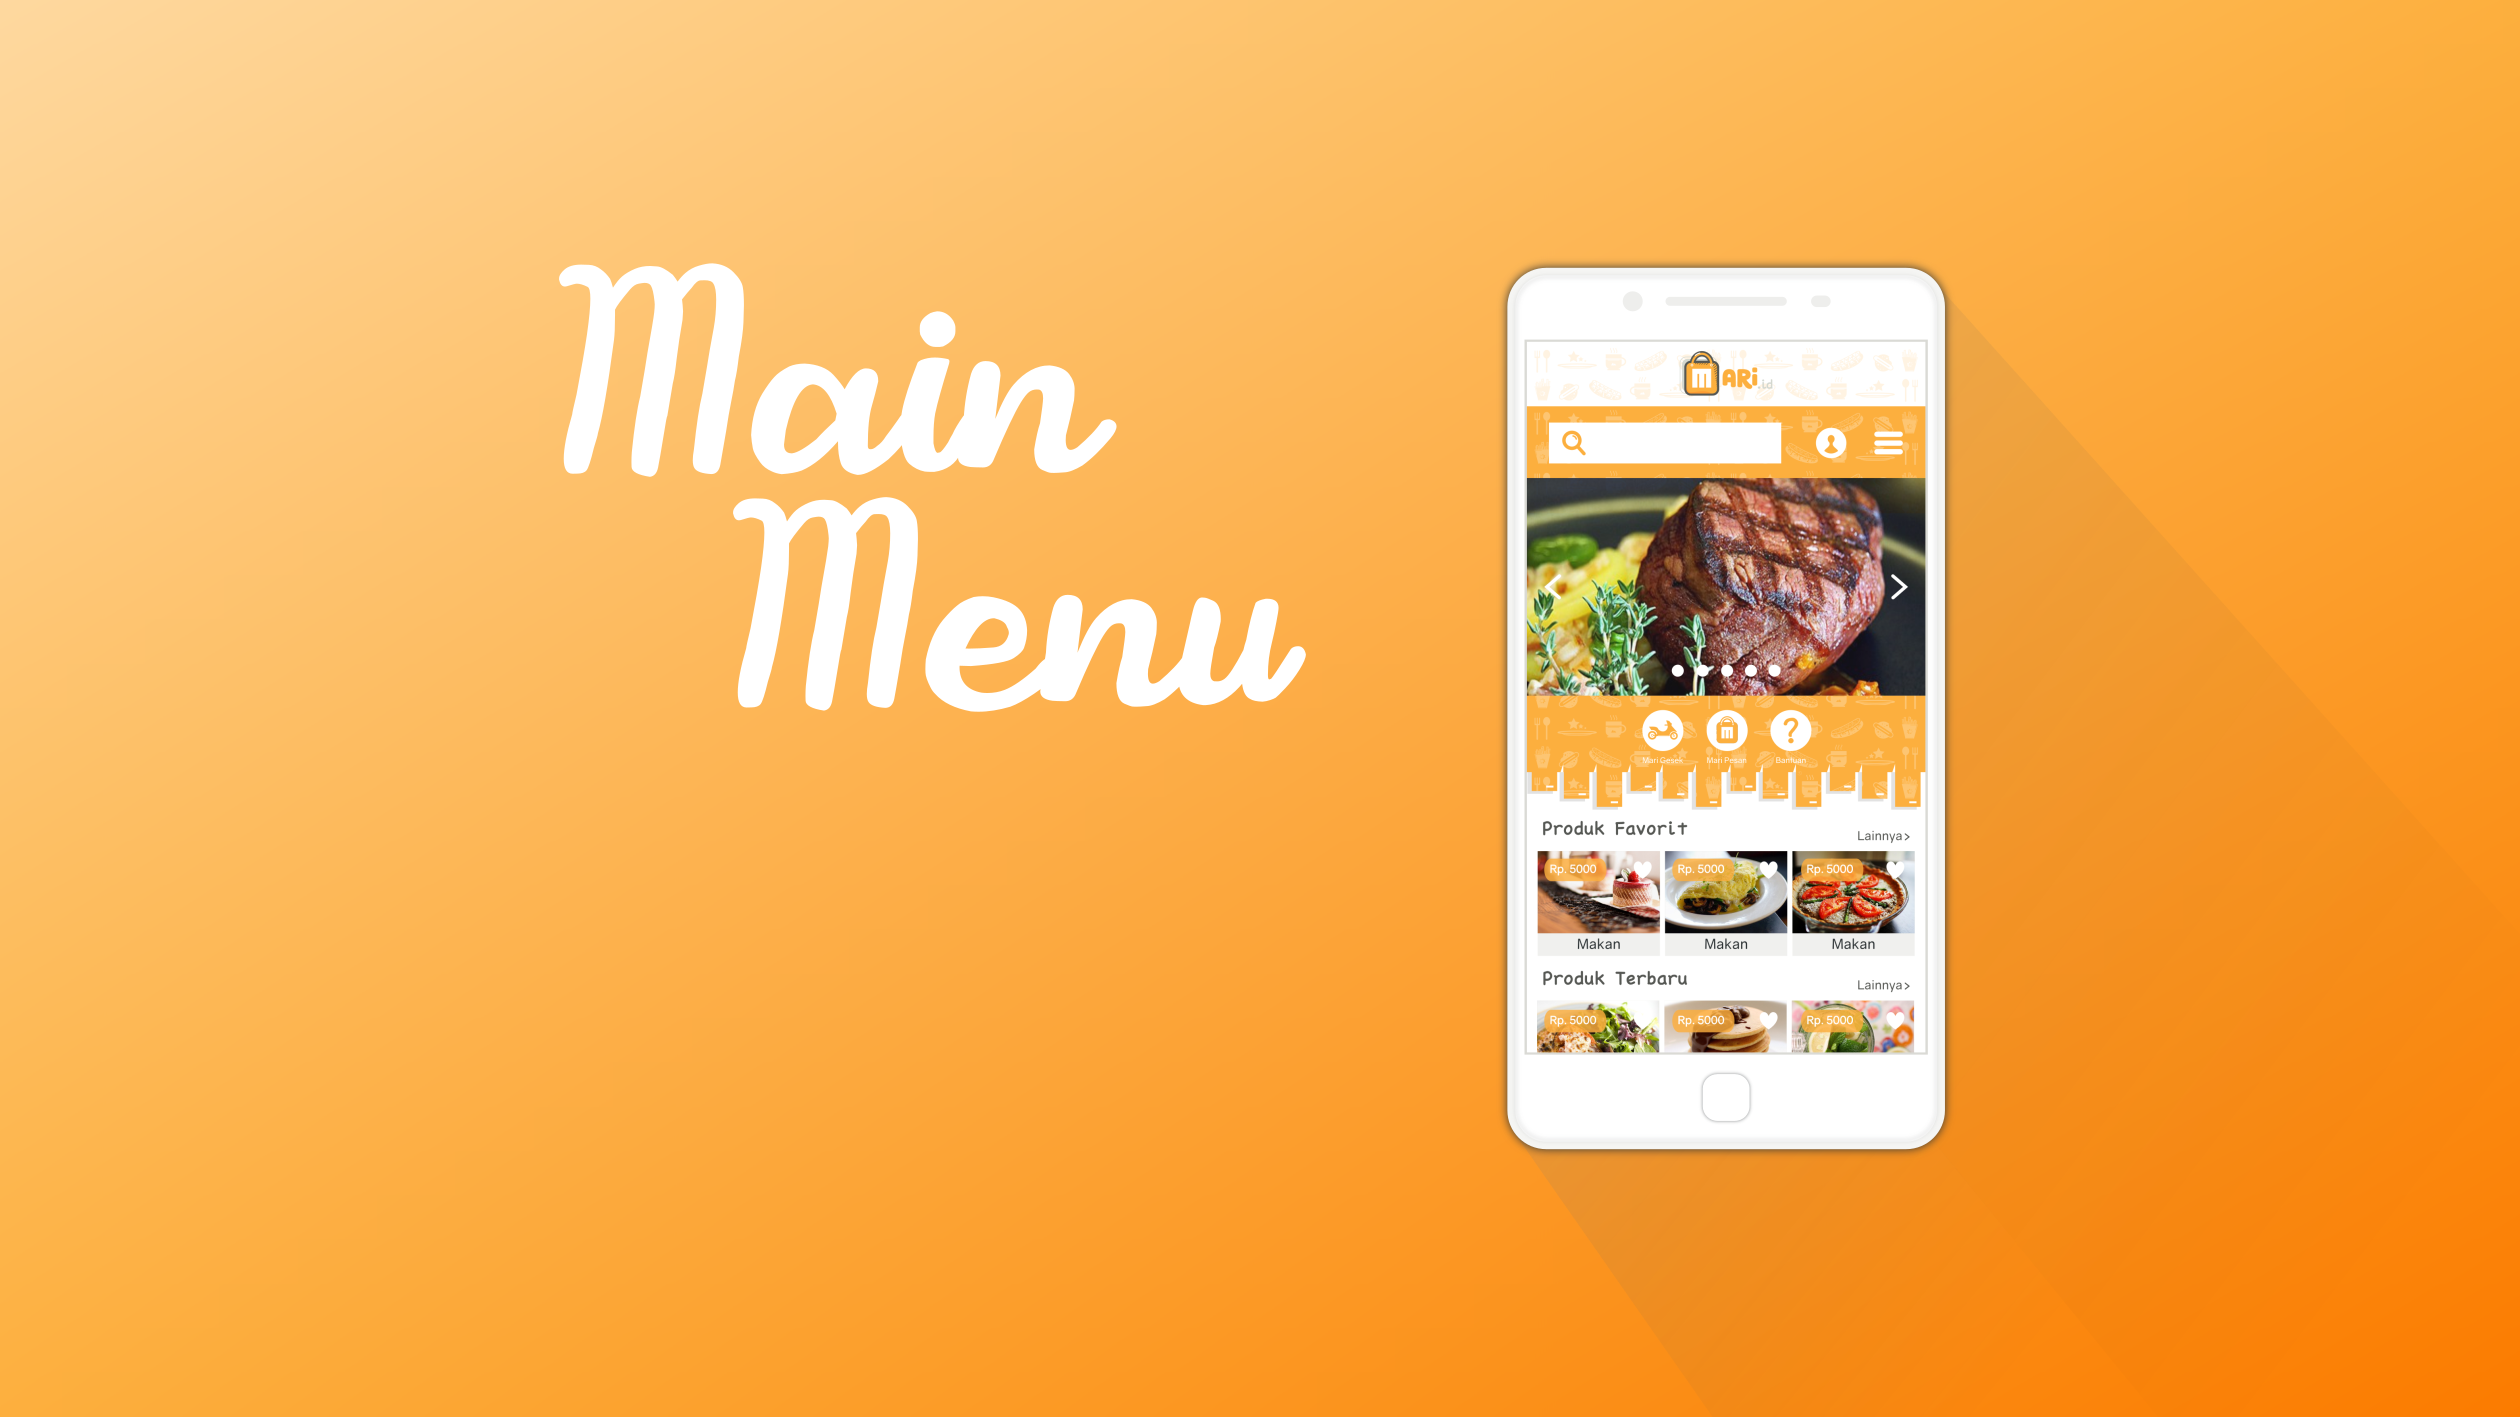 Main
Menu
mARi.id
Mari Gesek Mari Pesan Bantuan
Produk Favorit
Lainnya>
Rp. 5000 Rp. 5000 Rp. 5000
Makan Makan Makan
Produk Terbaru
Lainnya>
Rp. 5000 Rp. 5000 Rp. 5000